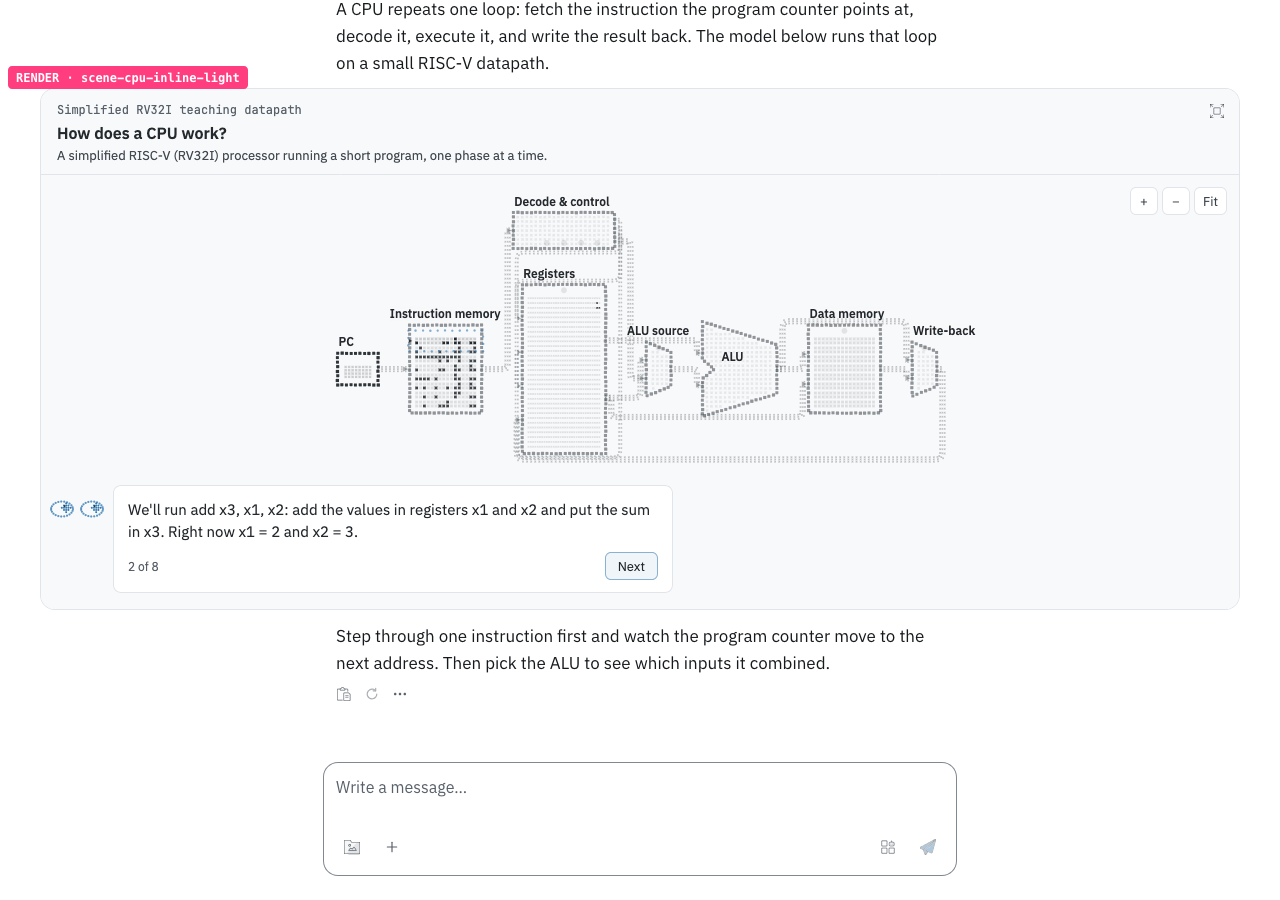 A CPU repeats one loop: fetch the instruction the program counter points at,
decode it, execute it, and write the result back. The model below runs that loop
on a small RISC-V datapath.
RENDER · scene-cpu-inline-light
Simplified RV32I teaching datapath
How does a CPU work?
A simplified RISC-V (RV32I) processor running a short program, one phase at a time.
+ − Fit
Decode & control
Registers
Instruction memory
Data memory
ALU source
Write-back
PC
ALU
We'll run add x3, x1, x2: add the values in registers x1 and x2 and put the sum
in x3. Right now x1 = 2 and x2 = 3.
2 of 8
Next
Step through one instruction first and watch the program counter move to the
next address. Then pick the ALU to see which inputs it combined.
Write a message...